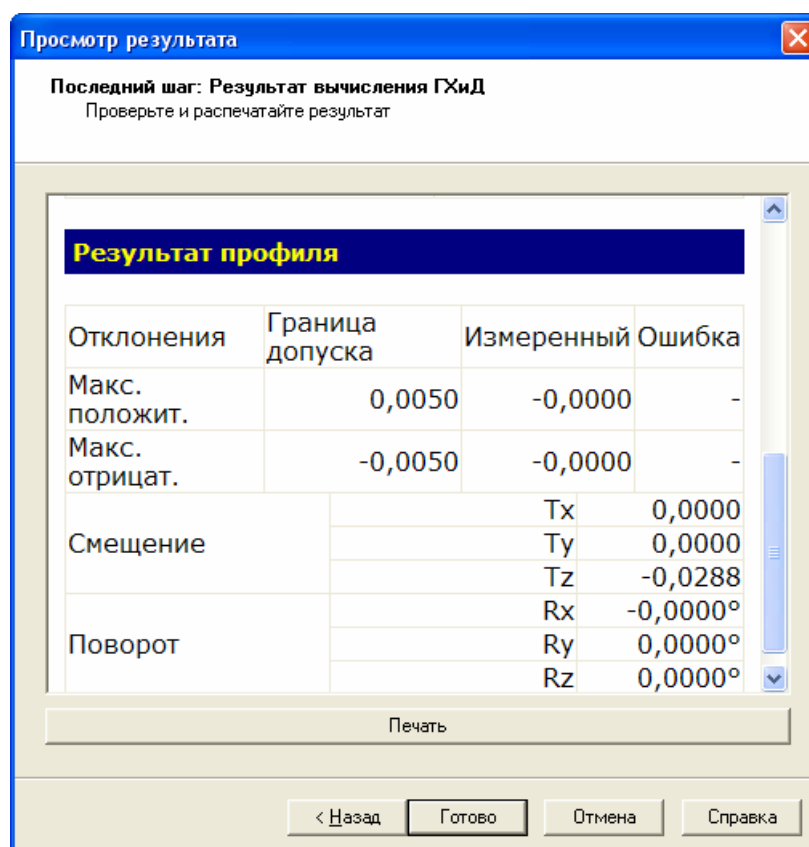 Просмотр результата
Последний шаг: Результат вычисления ГХиД
Проверьте и распечатайте результат
Результат профиля
Отклонения Граница допуска Измеренный Ошибка
Макс. положит. 0,0050 -0,0000 -
Макс. отрицат. -0,0050 -0,0000 -
Смещение
Tx 0,0000
Ty 0,0000
Tz -0,0288
Поворот
Rx -0,0000°
Ry 0,0000°
Rz 0,0000°
Печать
< Назад Готово Отмена Справка